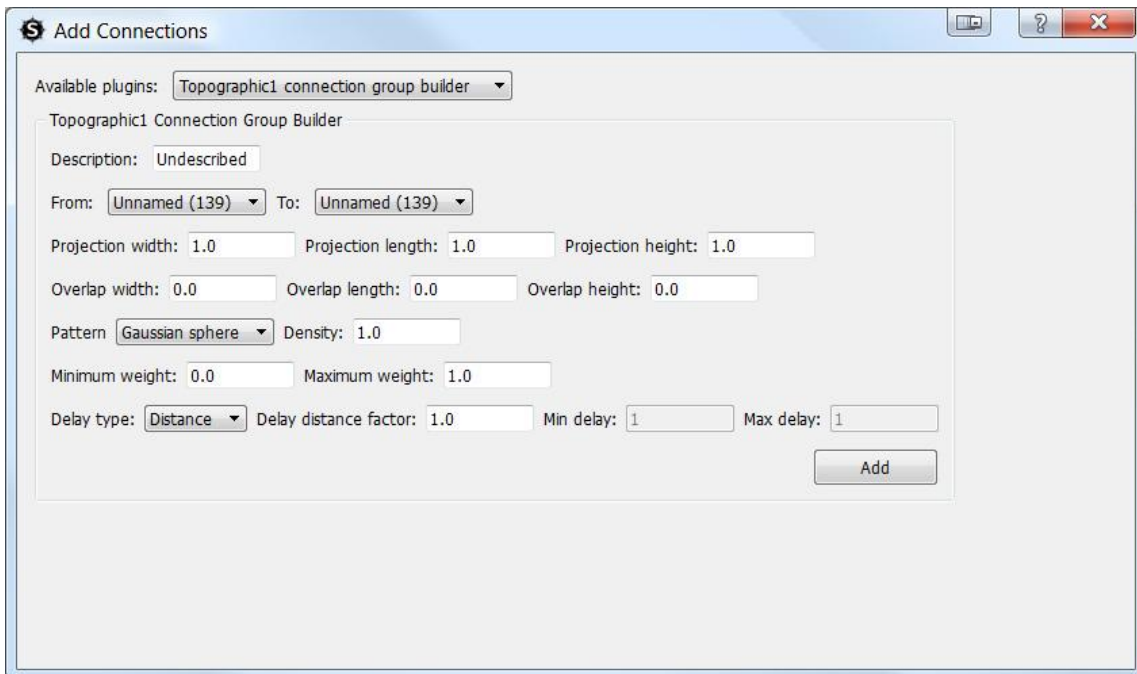 Add Connections
Available plugins: Topographic1 connection group builder
Topographic1 Connection Group Builder
Description: Undescribed
From: Unnamed (139) To: Unnamed (139)
Projection width: 1.0 Projection length: 1.0 Projection height: 1.0
Overlap width: 0.0 Overlap length: 0.0 Overlap height: 0.0
Pattern Gaussian sphere Density: 1.0
Minimum weight: 0.0 Maximum weight: 1.0
Delay type: Distance Delay distance factor: 1.0 Min delay: 1 Max delay: 1
Add